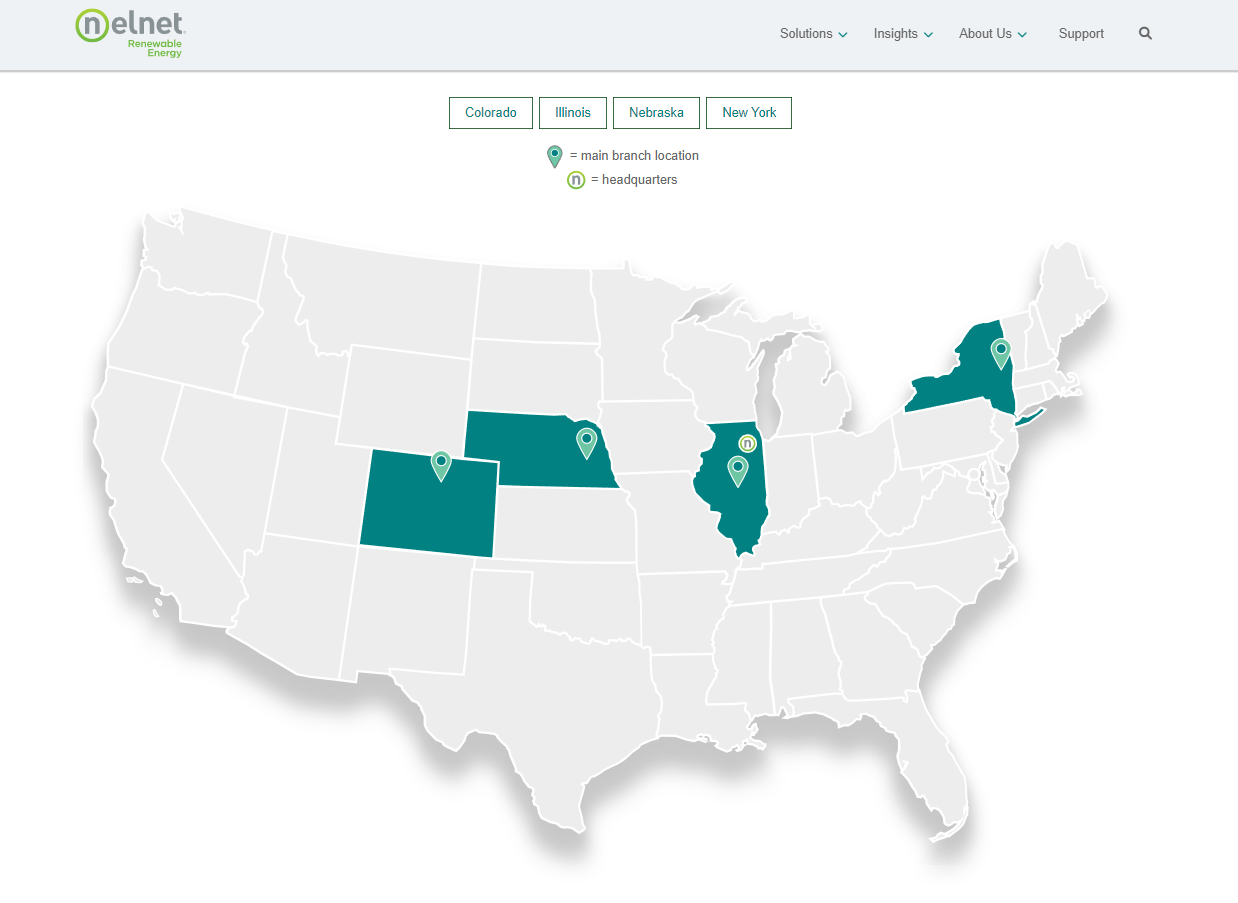 nelnet
Renewable
Energy
Solutions Insights About Us Support
Colorado Illinois Nebraska New York
= main branch location
n = headquarters
n